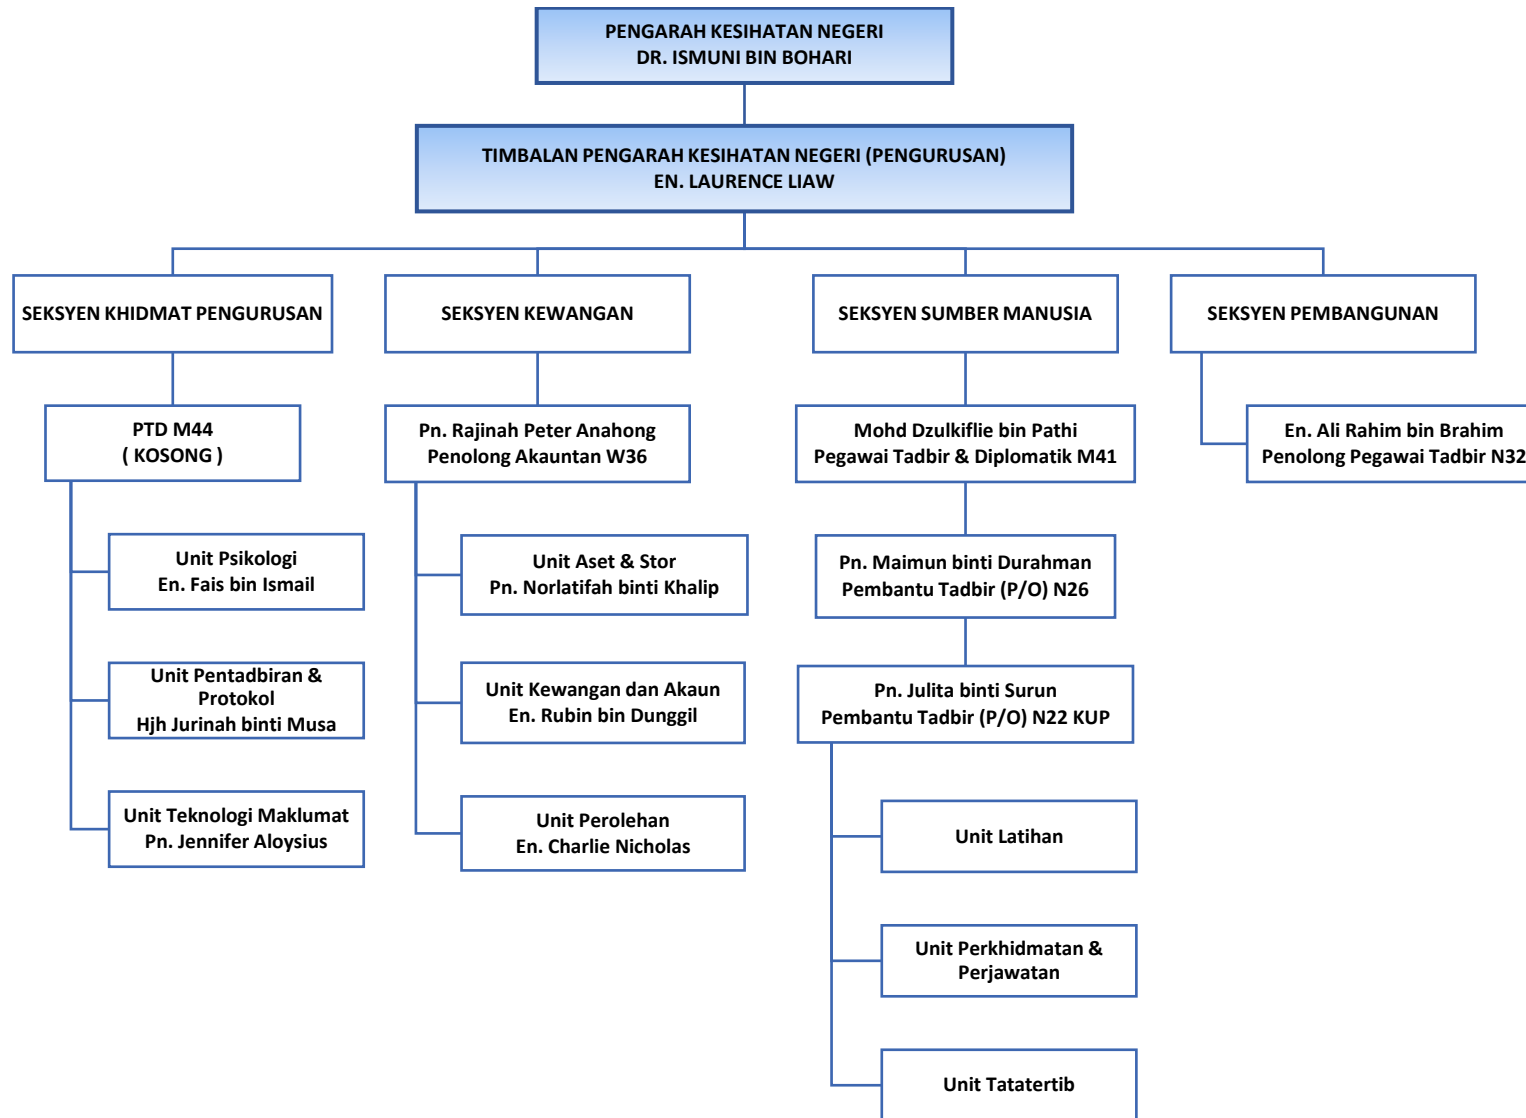 PENGARAH KESIHATAN NEGERI
DR. ISMUNI BIN BOHARI
TIMBALAN PENGARAH KESIHATAN NEGERI (PENGURUSAN)
EN. LAURENCE LIAW
SEKSYEN KHIDMAT PENGURUSAN
SEKSYEN KEWANGAN
SEKSYEN SUMBER MANUSIA
SEKSYEN PEMBANGUNAN
PTD M44
( KOSONG )
Pn. Rajinah Peter Anahong
Penolong Akauntan W36
Mohd Dzulkiflie bin Pathi
Pegawai Tadbir & Diplomatik M41
En. Ali Rahim bin Brahim
Penolong Pegawai Tadbir N32
Unit Psikologi
En. Fais bin Ismail
Unit Aset & Stor
Pn. Norlatifah binti Khalip
Pn. Maimun binti Durahman
Pembantu Tadbir (P/O) N26
Unit Pentadbiran &
Protokol
Hjh Jurinah binti Musa
Unit Kewangan dan Akaun
En. Rubin bin Dunggil
Pn. Julita binti Surun
Pembantu Tadbir (P/O) N22 KUP
Unit Teknologi Maklumat
Pn. Jennifer Aloysius
Unit Perolehan
En. Charlie Nicholas
Unit Latihan
Unit Perkhidmatan &
Perjawatan
Unit Tatatertib